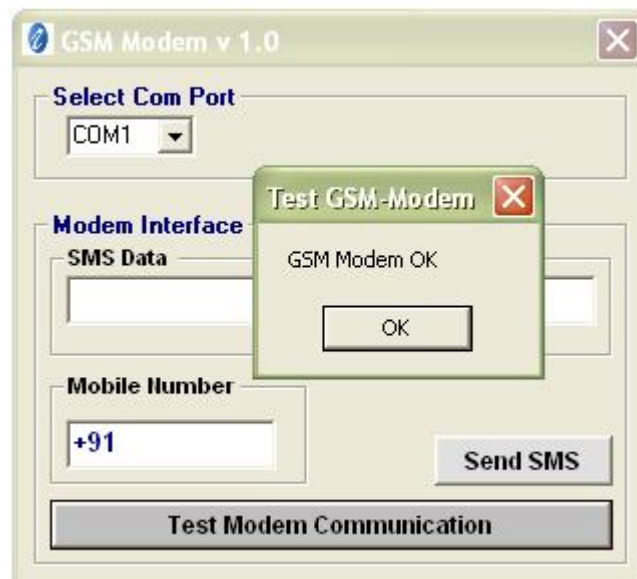 GSM Modem v 1.0
Select Com Port
COM1
Test GSM-Modem
Modem Interface
SMS Data
GSM Modem OK
OK
Mobile Number
+91
Send SMS
Test Modem Communication